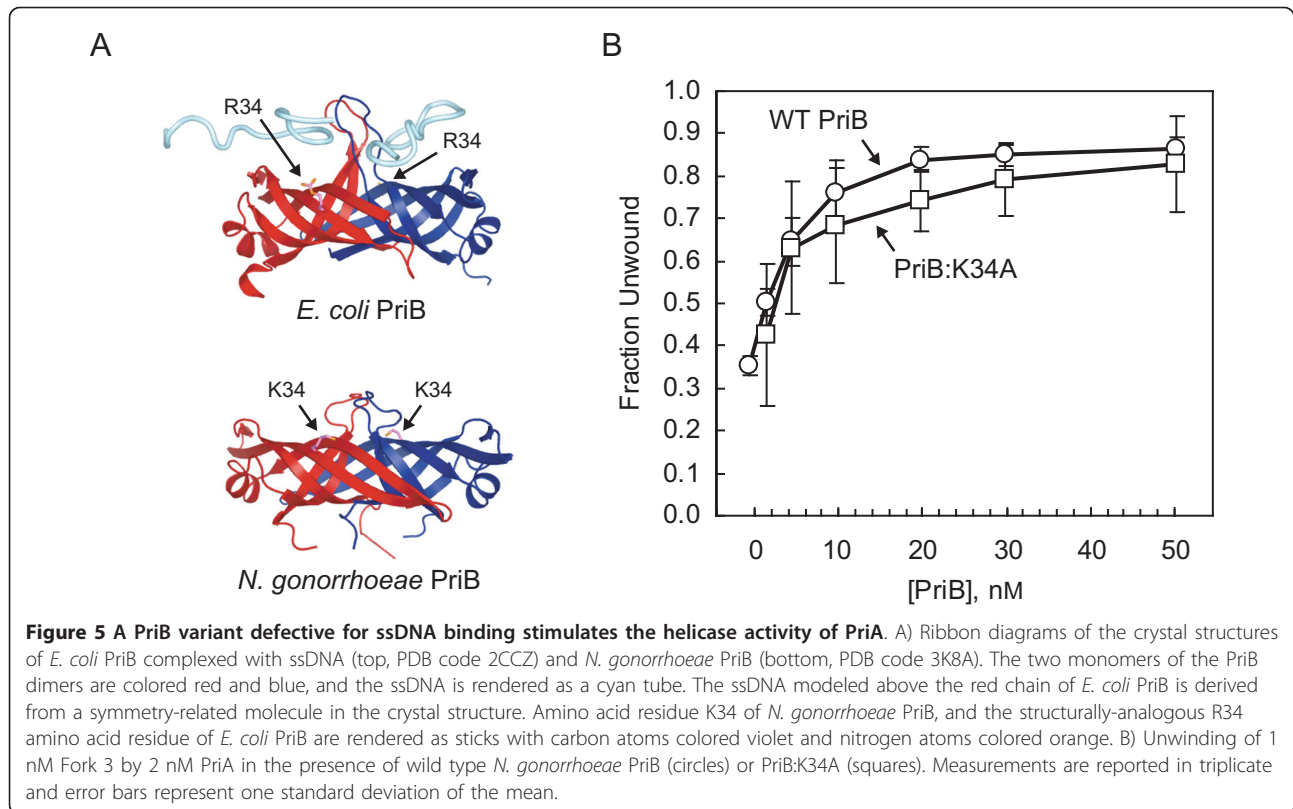 A
R34
R34
E. coli PriB
K34
K34
N. gonorrhoeae PriB
B
1.0
0.9
0.8
0.7
0.6
0.5
0.4
0.3
0.2
0.1
0.0
Fraction Unwound
WT PriB
PriB:K34A
0 10 20 30 40 50
[PriB], nM
Figure 5 A PriB variant defective for ssDNA binding stimulates the helicase activity of PriA. A) Ribbon diagrams of the crystal structures
of E. coli PriB complexed with ssDNA (top, PDB code 2CCZ) and N. gonorrhoeae PriB (bottom, PDB code 3K8A). The two monomers of the PriB
dimers are colored red and blue, and the ssDNA is rendered as a cyan tube. The ssDNA modeled above the red chain of E. coli PriB is derived
from a symmetry-related molecule in the crystal structure. Amino acid residue K34 of N. gonorrhoeae PriB, and the structurally-analogous R34
amino acid residue of E. coli PriB are rendered as sticks with carbon atoms colored violet and nitrogen atoms colored orange. B) Unwinding of 1
nM Fork 3 by 2 nM PriA in the presence of wild type N. gonorrhoeae PriB (circles) or PriB:K34A (squares). Measurements are reported in triplicate
and error bars represent one standard deviation of the mean.